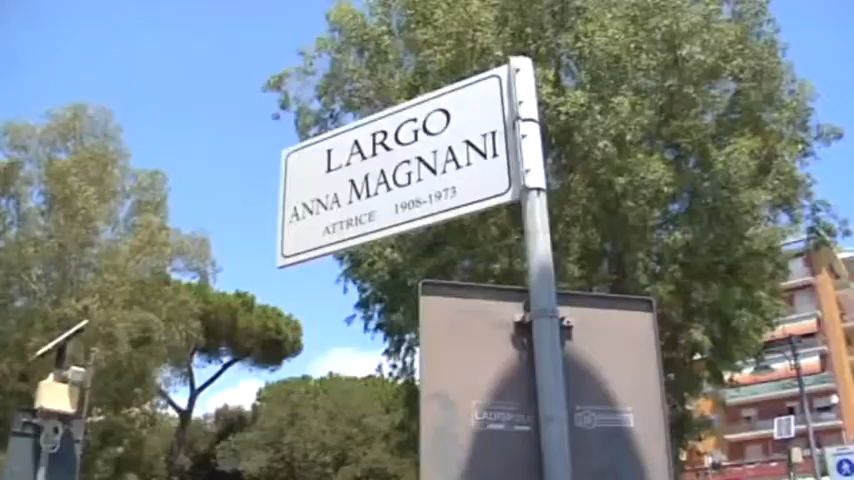 LARGO
ANNA MAGNANI
ATTRICE 1908-1973
LADISPOLI